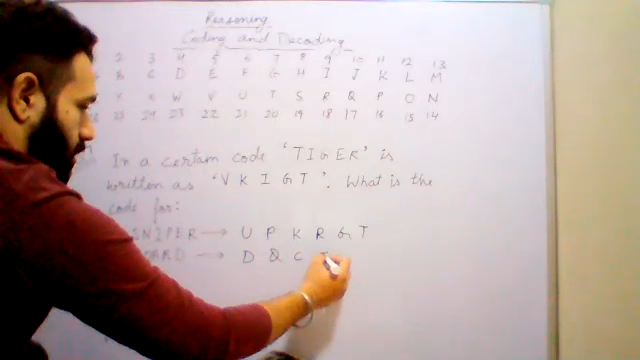 Reasoning
Coding and Decoding
2 3 4 5 6 7 8 9 10 11 12 13
B C D E F G H I J K L M
Y X W V U T S R Q P O N
25 24 23 22 21 20 19 18 17 16 15 14
In a certain code 'TIGER' is
written as 'VKIGT'. What is the
code for:
SNIPER → U P K R G T
OARD → D Q C T